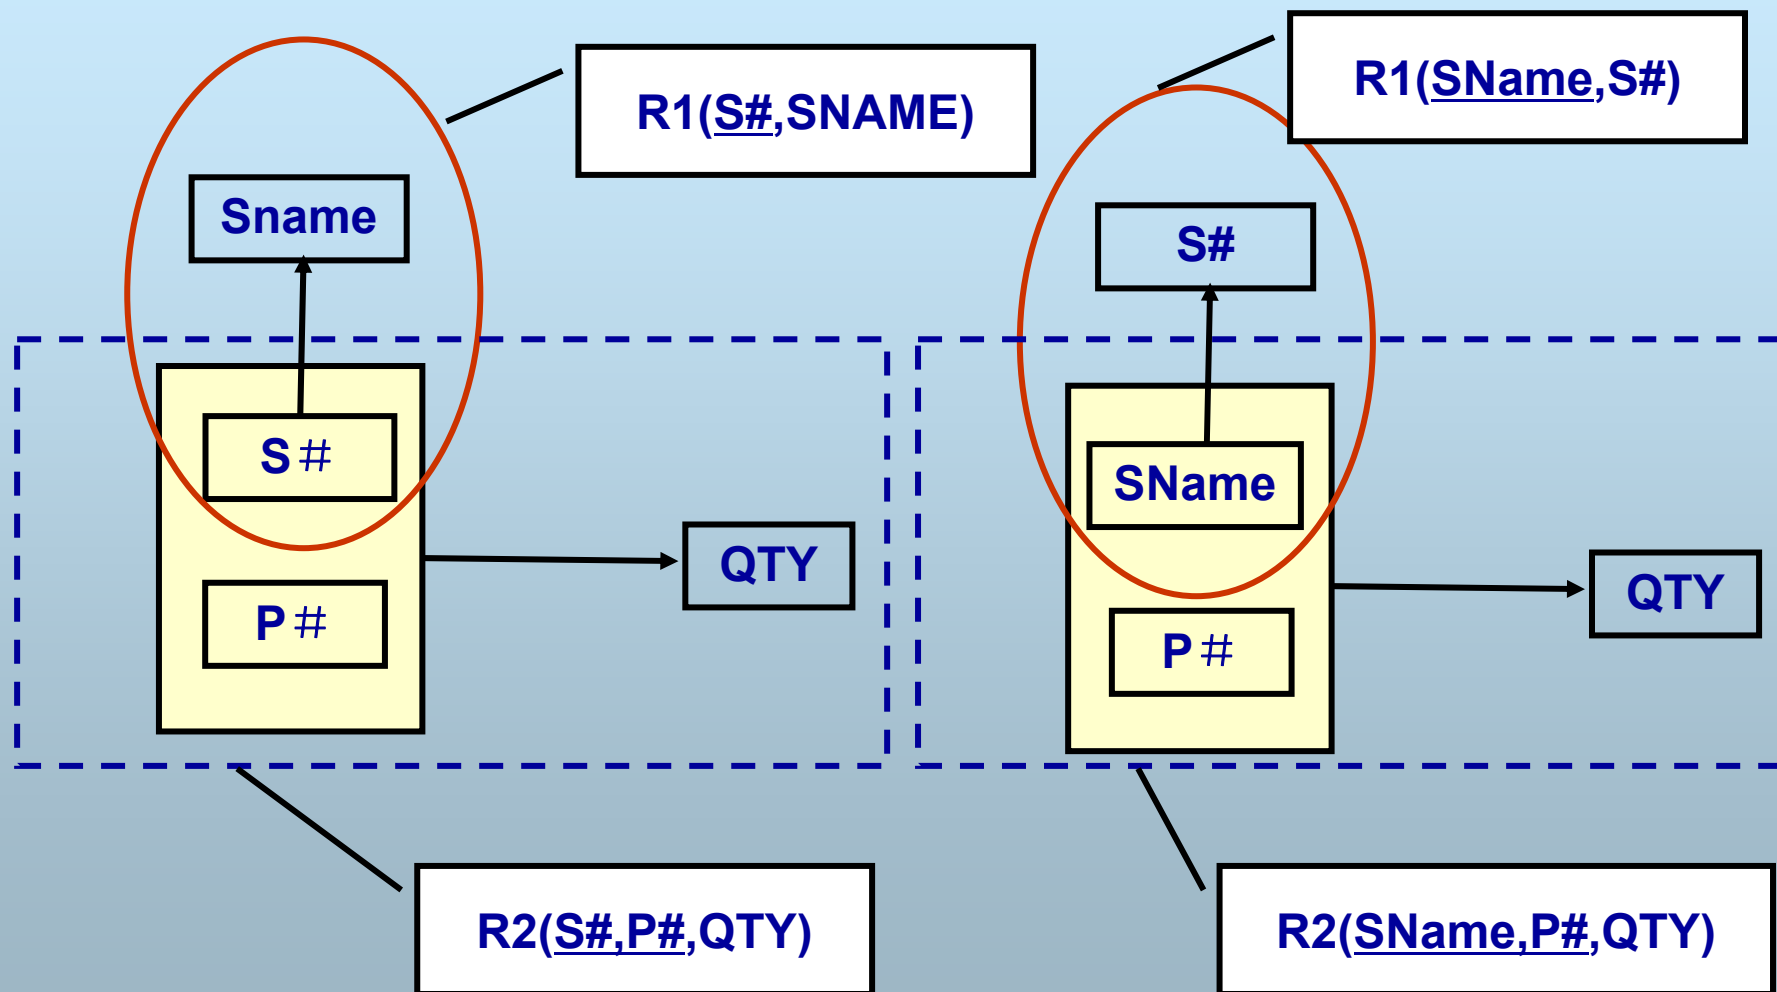 R1(S#,SNAME)
Sname
S#
P#
QTY
R2(S#,P#,QTY)
R1(SName,S#)
S#
SName
P#
QTY
R2(SName,P#,QTY)